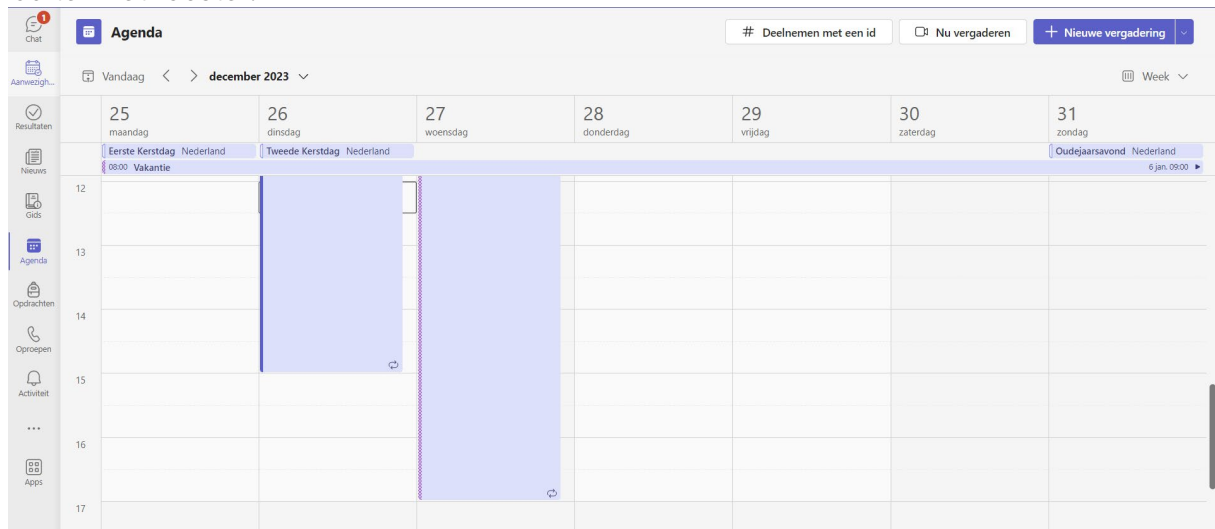 1
Chat
Agenda
# Deelnemen met een id
Nu vergaderen
+ Nieuwe vergadering
Aanwezigh...
Vandaag
december 2023
Week
Resultaten
25
maandag
26
dinsdag
27
woensdag
28
donderdag
29
vrijdag
30
zaterdag
31
zondag
Eerste Kerstdag Nederland
Tweede Kerstdag Nederland
Oudejaarsavond Nederland
08:00 Vakantie
6 jan. 09:00
Nieuws
Gids
Agenda
Opdrachten
Oproepen
Activiteit
...
Apps
12
13
14
15
16
17